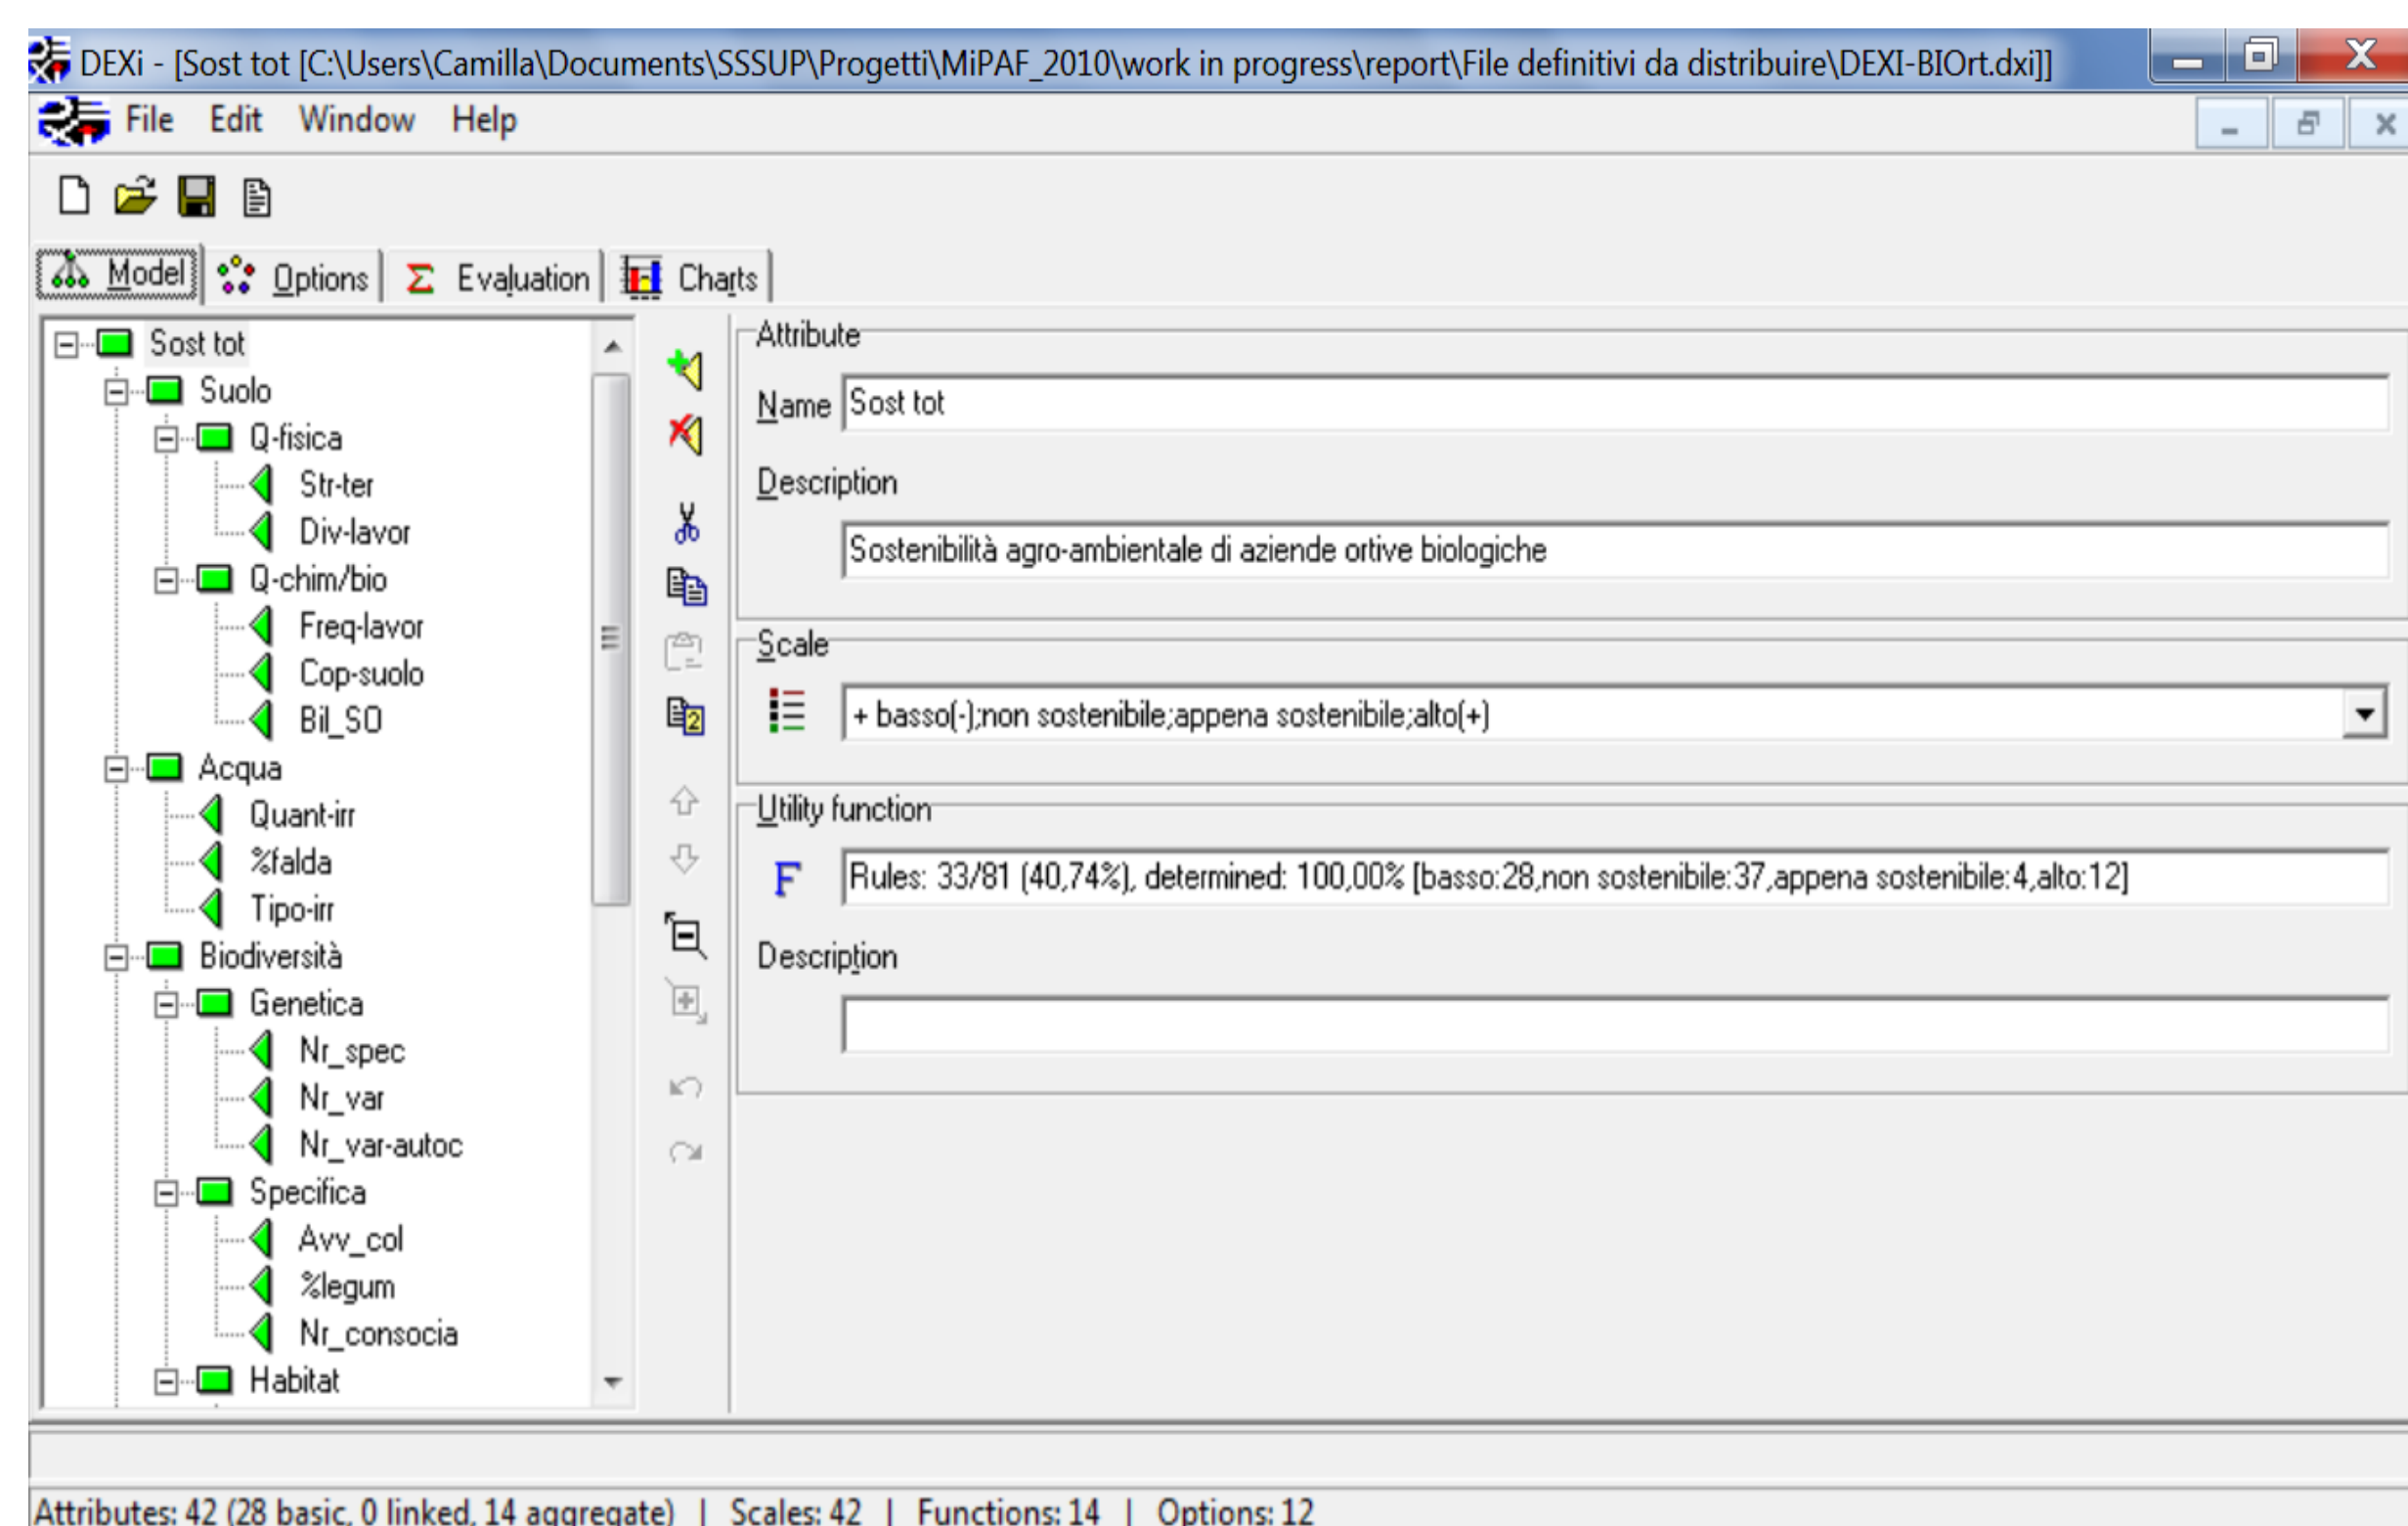 DEXi - [Sost tot [C:\Users\Camilla\Documents\SSSUP\Progetti\MiPAF_2010\work in progress\report\File definitivi da distribuire\DEXI-BIOrt.dxi]]
File Edit Window Help
Model Options Σ Evaluation Charts
Sost tot
Suolo
Q-fisica
Str-ter
Div-lavor
Q-chim/bio
Freq-lavor
Cop-suolo
Bil_SO
Acqua
Quant-irr
%falda
Tipo-irr
Biodiversità
Genetica
Nr_spec
Nr_var
Nr_var-autoc
Specifica
Avv_col
%legum
Nr_consocia
Habitat
Attribute
Name Sost tot
Description
Sostenibilità agro-ambientale di aziende ortive biologiche
Scale
+ basso(-);non sostenibile;appena sostenibile;alto(+)
Utility function
F Rules: 33/81 (40,74%), determined: 100,00% [basso:28,non sostenibile:37,appena sostenibile:4,alto:12]
Description
Attributes: 42 (28 basic, 0 linked, 14 aggregate) | Scales: 42 | Functions: 14 | Options: 12